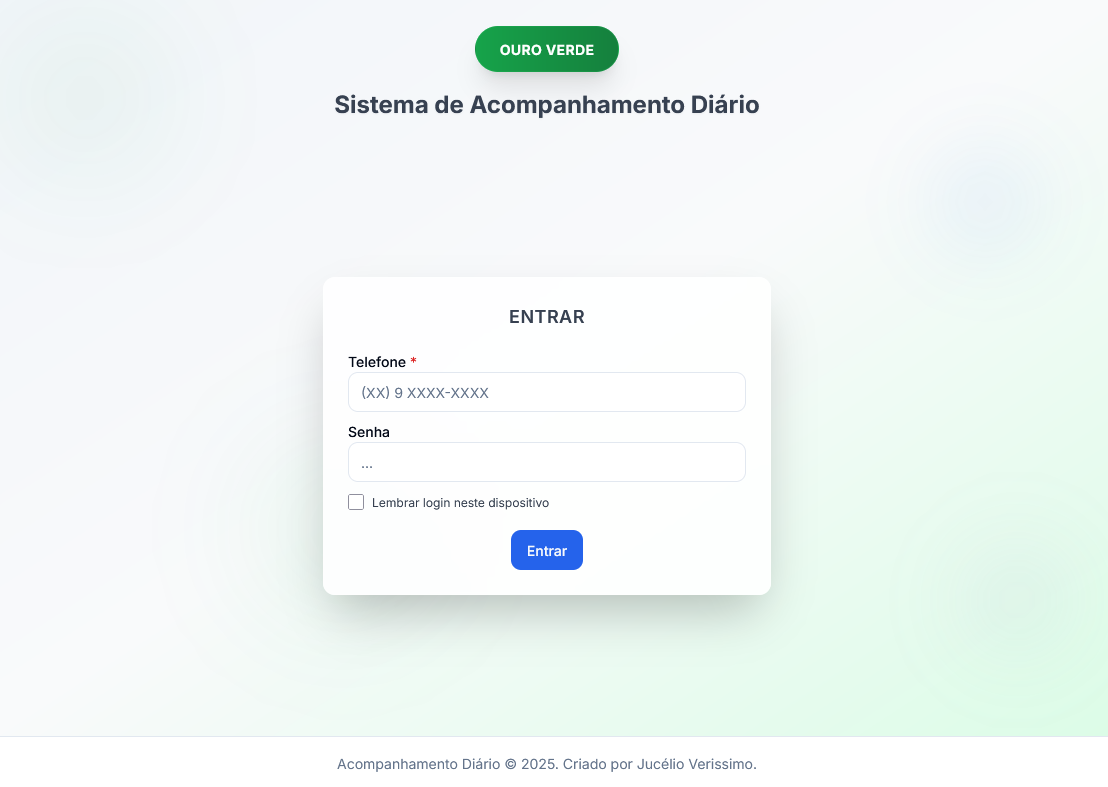 OURO VERDE
Sistema de Acompanhamento Diário
ENTRAR
Telefone *
(XX) 9 XXXX-XXXX
Senha
...
Lembrar login neste dispositivo
Entrar
Acompanhamento Diário © 2025. Criado por Jucélio Verissimo.